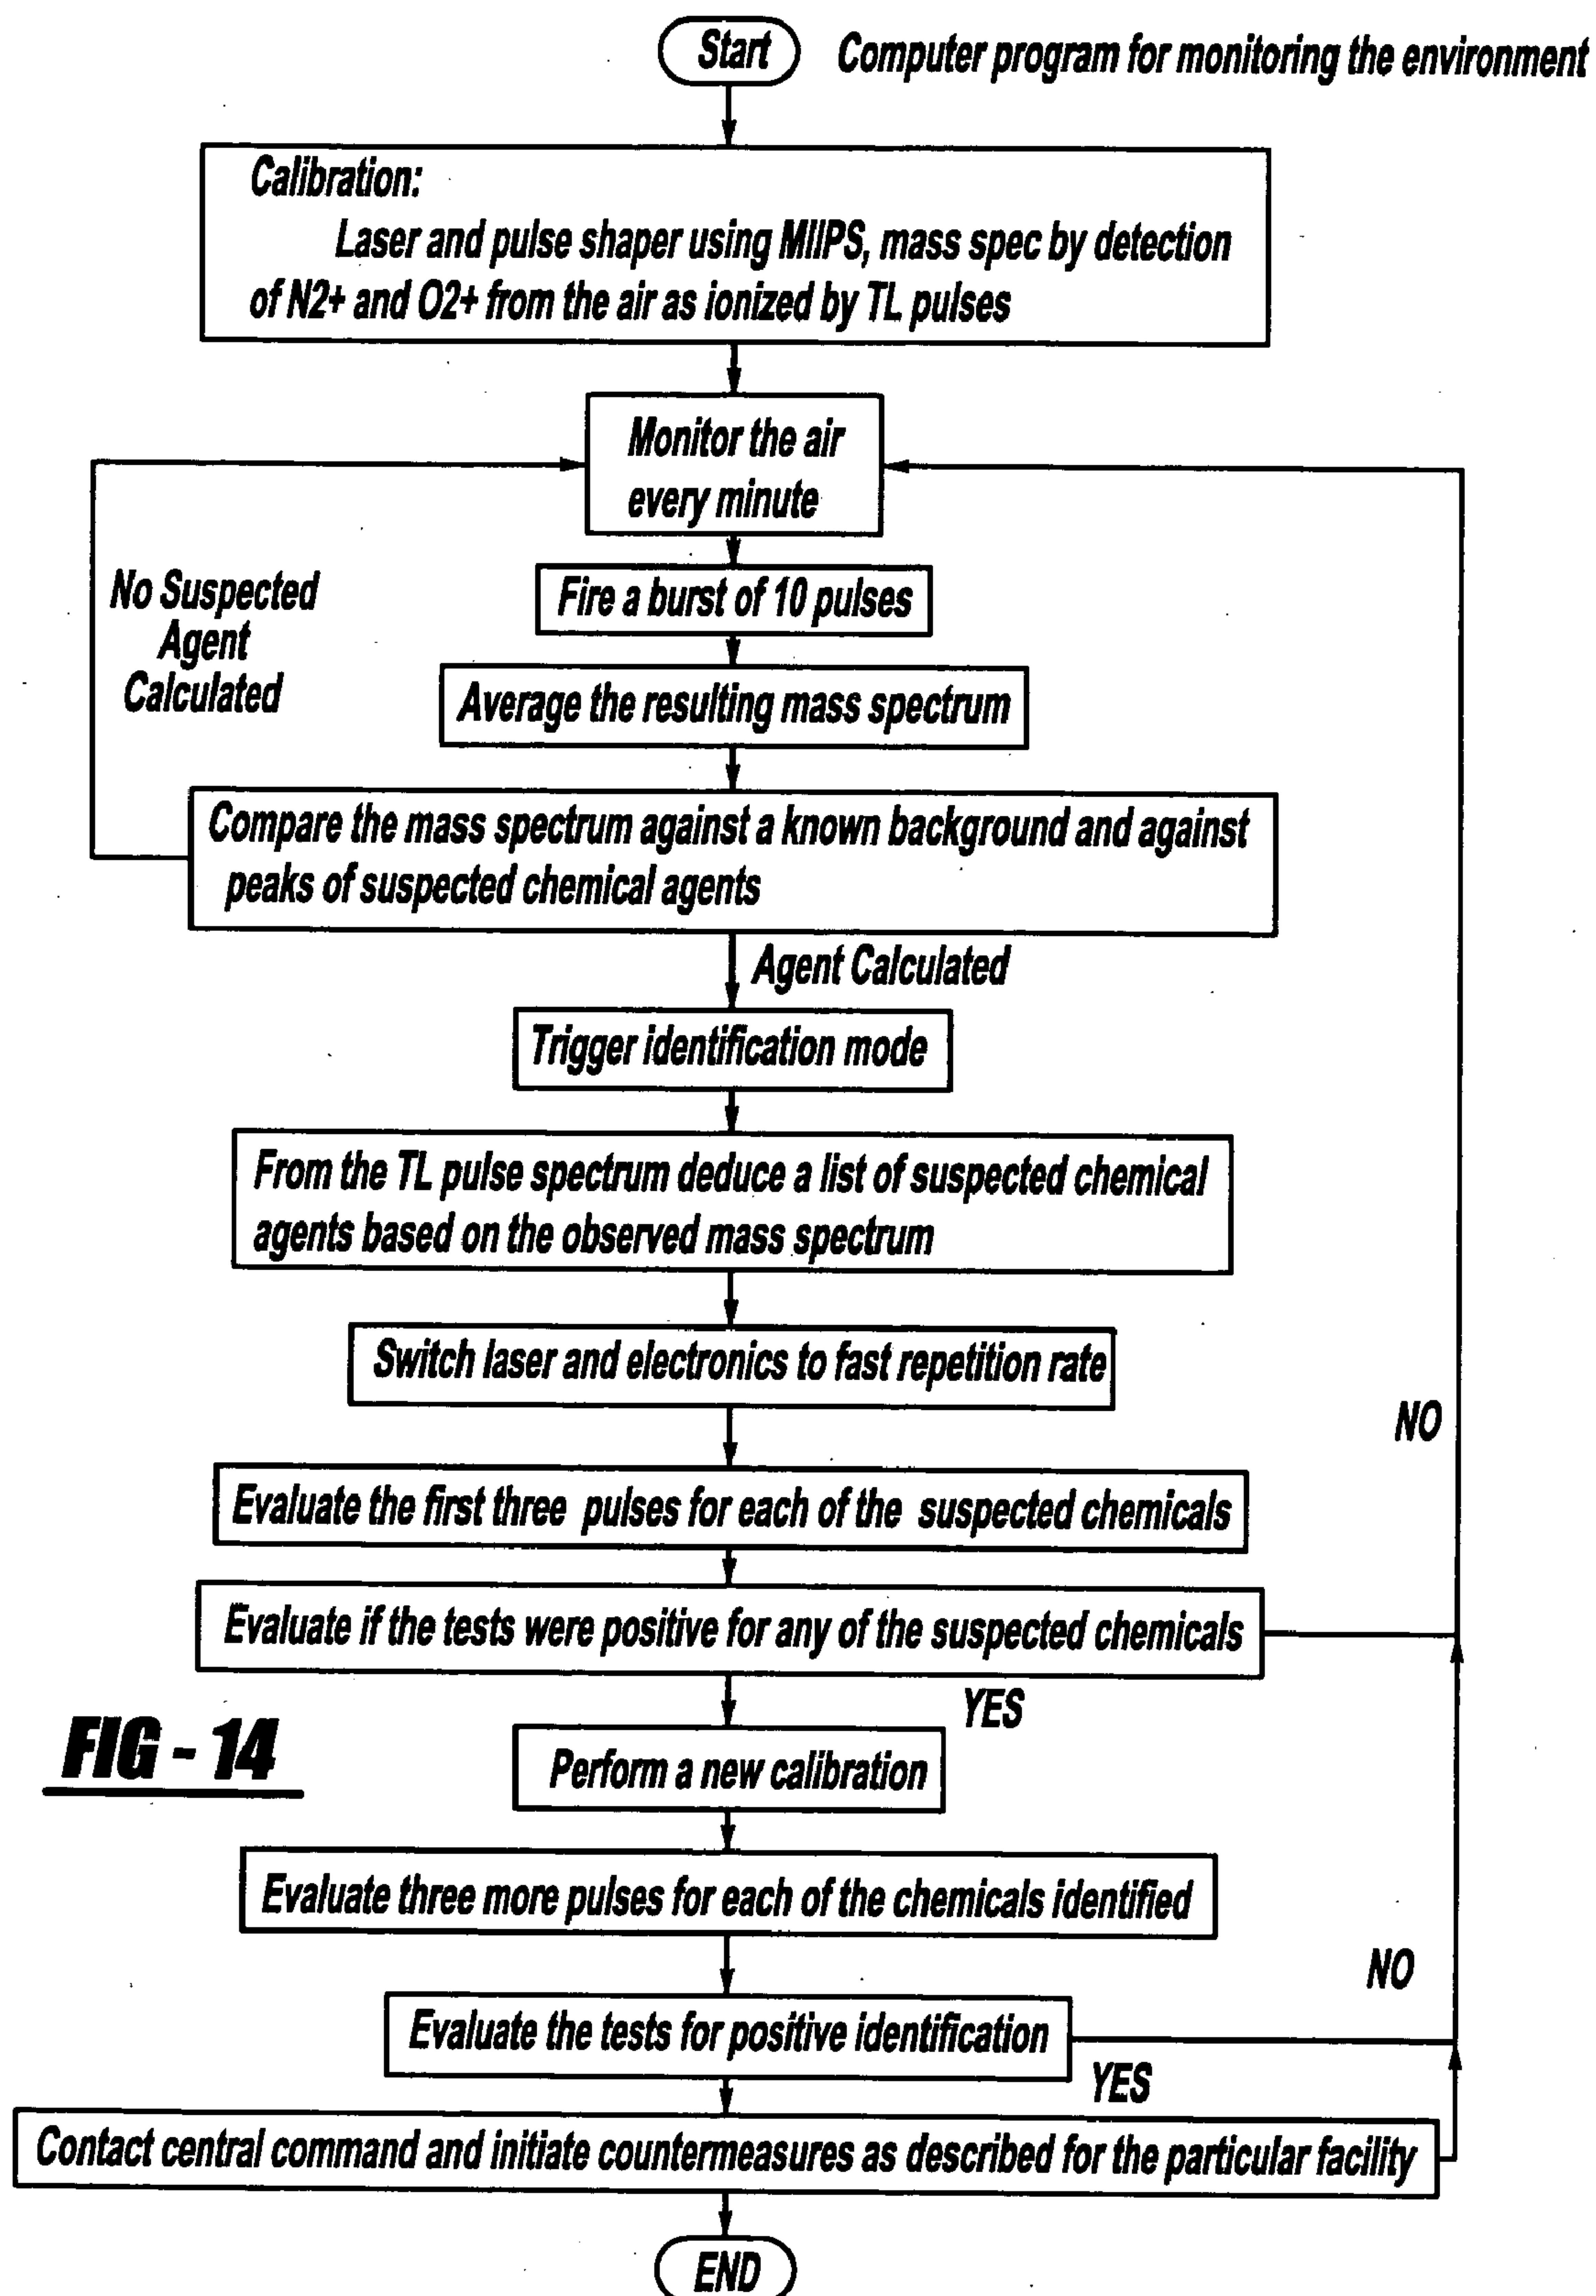 Start
Computer program for monitoring the environment
Calibration:
Laser and pulse shaper using MIIPS, mass spec by detection
of N2+ and O2+ from the air as ionized by TL pulses
Monitor the air
every minute
No Suspected
Agent
Calculated
Fire a burst of 10 pulses
Average the resulting mass spectrum
Compare the mass spectrum against a known background and against
peaks of suspected chemical agents
Agent Calculated
Trigger identification mode
From the TL pulse spectrum deduce a list of suspected chemical
agents based on the observed mass spectrum
Switch laser and electronics to fast repetition rate
NO
Evaluate the first three pulses for each of the suspected chemicals
Evaluate if the tests were positive for any of the suspected chemicals
YES
FIG - 14
Perform a new calibration
Evaluate three more pulses for each of the chemicals identified
NO
Evaluate the tests for positive identification
YES
Contact central command and initiate countermeasures as described for the particular facility
END